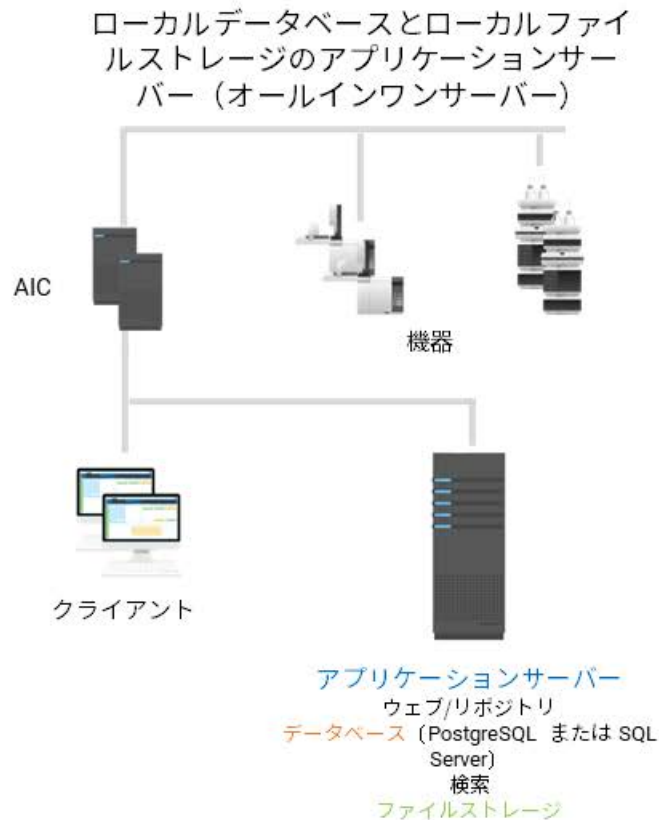 ローカルデータベースとローカルファイ
ルストレージのアプリケーションサー
バー（オールインワンサーバー）
AIC
機器
クライアント
アプリケーションサーバー
ウェブ/リポジトリ
データベース（PostgreSQL または SQL
Server）
検索
ファイルストレージ